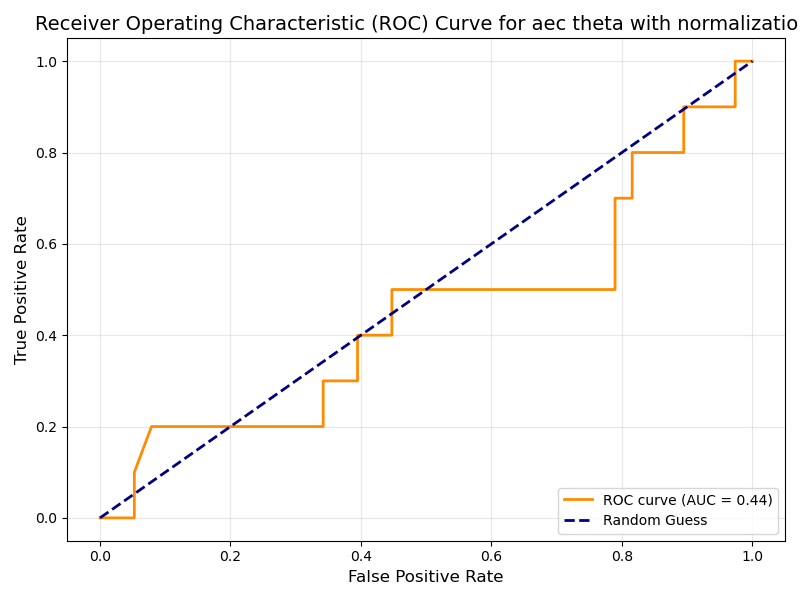 Receiver Operating Characteristic (ROC) Curve for aec theta with normalizatio
1.0
0.8
0.6
0.4
0.2
0.0
True Positive Rate
0.0 0.2 0.4 0.6 0.8 1.0
False Positive Rate
ROC curve (AUC = 0.44)
Random Guess